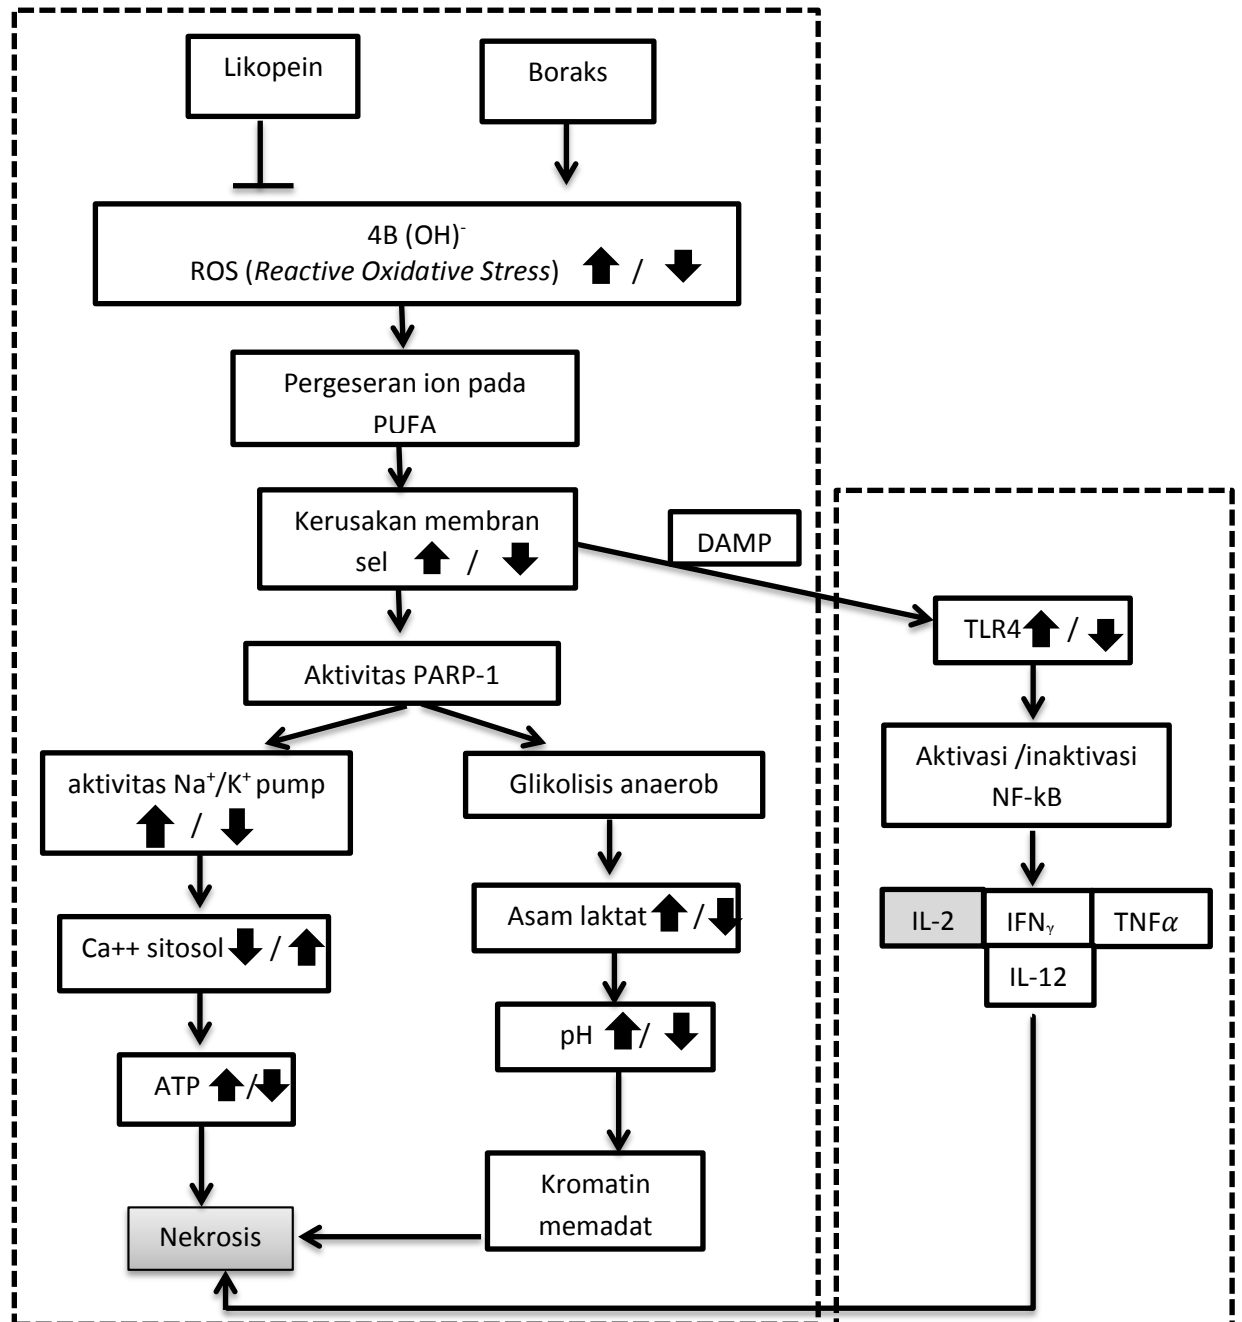 Likopein
Boraks
4B (OH)⁻
ROS (Reactive Oxidative Stress) /
Pergeseran ion pada
PUFA
Kerusakan membran
sel /
DAMP
TLR4 /
Aktivitas PARP-1
Aktivasi /inaktivasi
NF-kB
aktivitas Na⁺/K⁺ pump
/
Glikolisis anaerob
Asam laktat /
IL-2
IFNᵧ
TNFα
IL-12
Ca++ sitosol /
pH /
ATP /
Kromatin
memadat
Nekrosis